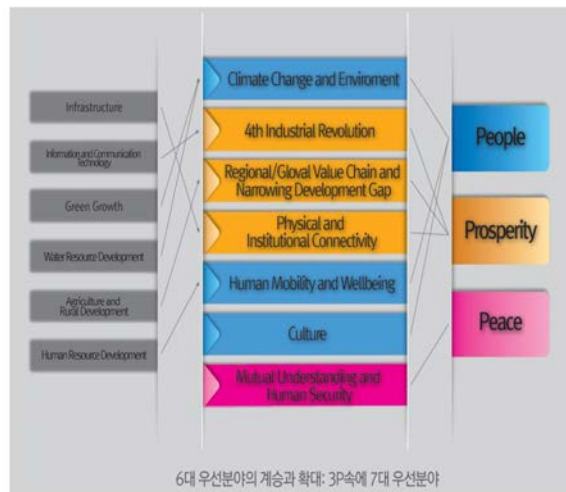 Infrastructure
Information and Communication
Technology
Green Growth
Water Resource Development
Agriculture and
Rural Development
Human Resource Development
Climate Change and Enviroment
4th Industrial Revolution
Regional/Gloval Value Chain and
Narrowing Development Gap
Physical and
Institutional Connectivity
Human Mobility and Wellbeing
Culture
Mutual Understanding and
Human Security
People
Prosperity
Peace
6대 우선분야의 계승과 확대: 3P속에 7대 우선분야